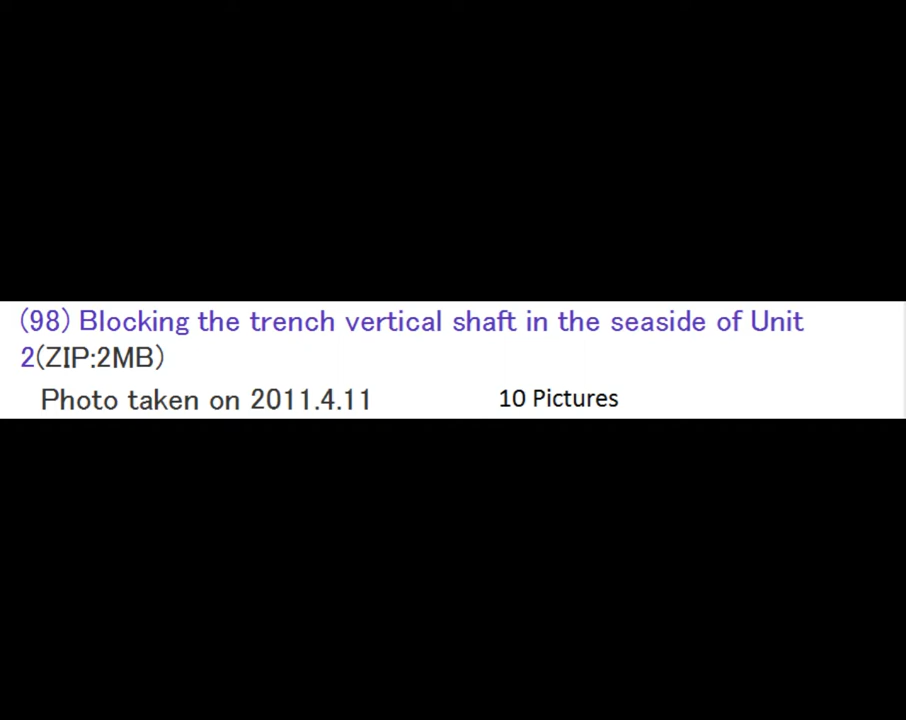 (98) Blocking the trench vertical shaft in the seaside of Unit
2(ZIP:2MB)
Photo taken on 2011.4.11 10 Pictures